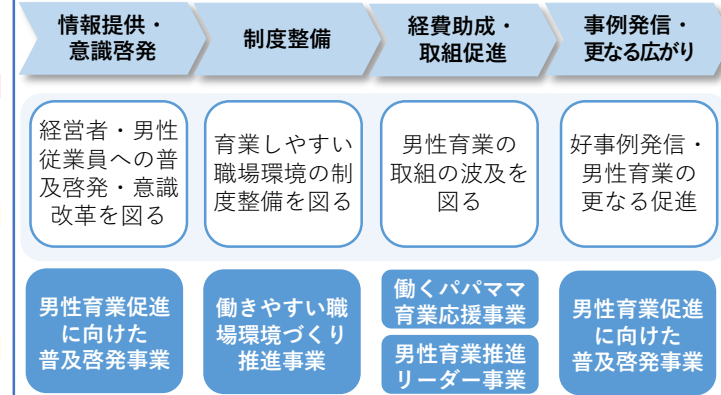 情報提供・
意識啓発
制度整備
経費助成・
取組促進
事例発信・
更なる広がり
経営者・男性
従業員への普
及啓発・意識
改革を図る
育業しやすい
職場環境の制
度整備を図る
男性育業の
取組の波及を
図る
好事例発信・
男性育業の
更なる促進
男性育業促進
に向けた
普及啓発事業
働きやすい職
場環境づくり
推進事業
働くパパママ
育業応援事業
男性育業推進
リーダー事業
男性育業促進
に向けた
普及啓発事業